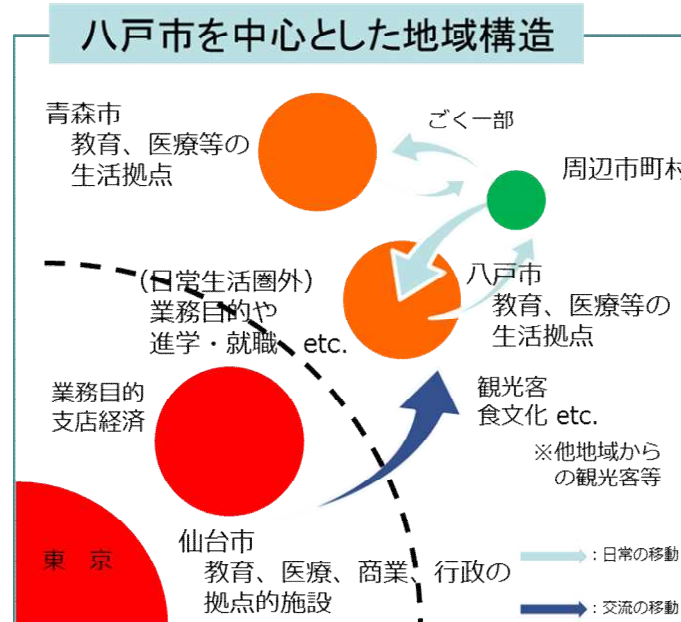 八戸市を中心とした地域構造
青森市
教育、医療等の
生活拠点
ごく一部
周辺市町村
(日常生活圏外)
業務目的や
進学・就職 etc.
八戸市
教育、医療等の
生活拠点
業務目的
支店経済
観光客
食文化 etc.
※他地域から
の観光客等
東 京
仙台市
教育、医療、商業、行政の
拠点的施設
：日常の移動
：交流の移動